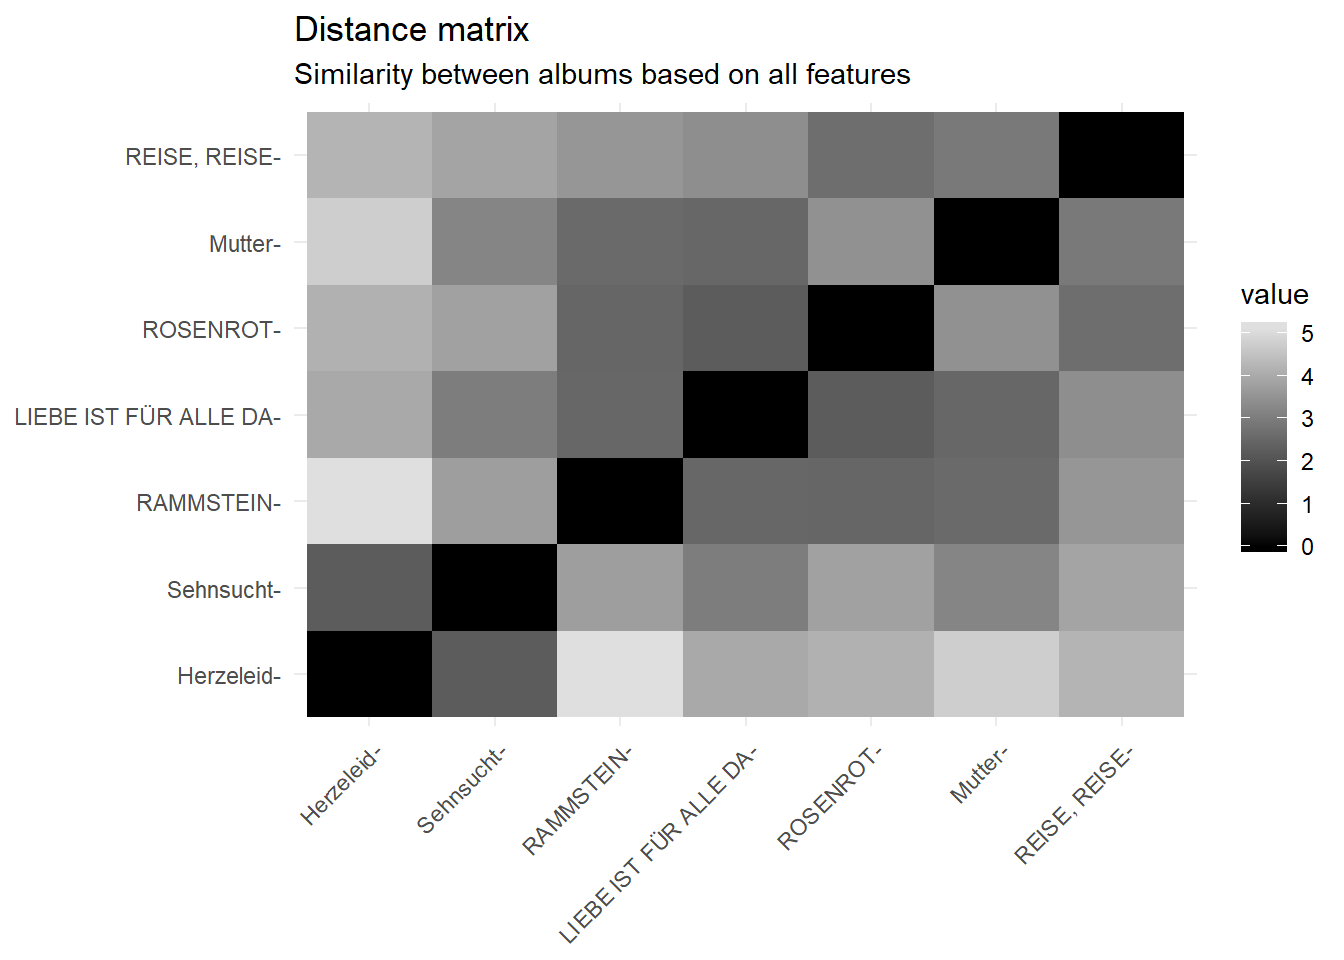 Distance matrix
Similarity between albums based on all features
REISE, REISE-
Mutter-
ROSENROT-
LIEBE IST FÜR ALLE DA-
RAMMSTEIN-
Sehnsucht-
Herzeleid-
Herzeleid-
Sehnsucht-
RAMMSTEIN-
LIEBE IST FÜR ALLE DA-
ROSENROT-
Mutter-
REISE, REISE-
value
5
4
3
2
1
0